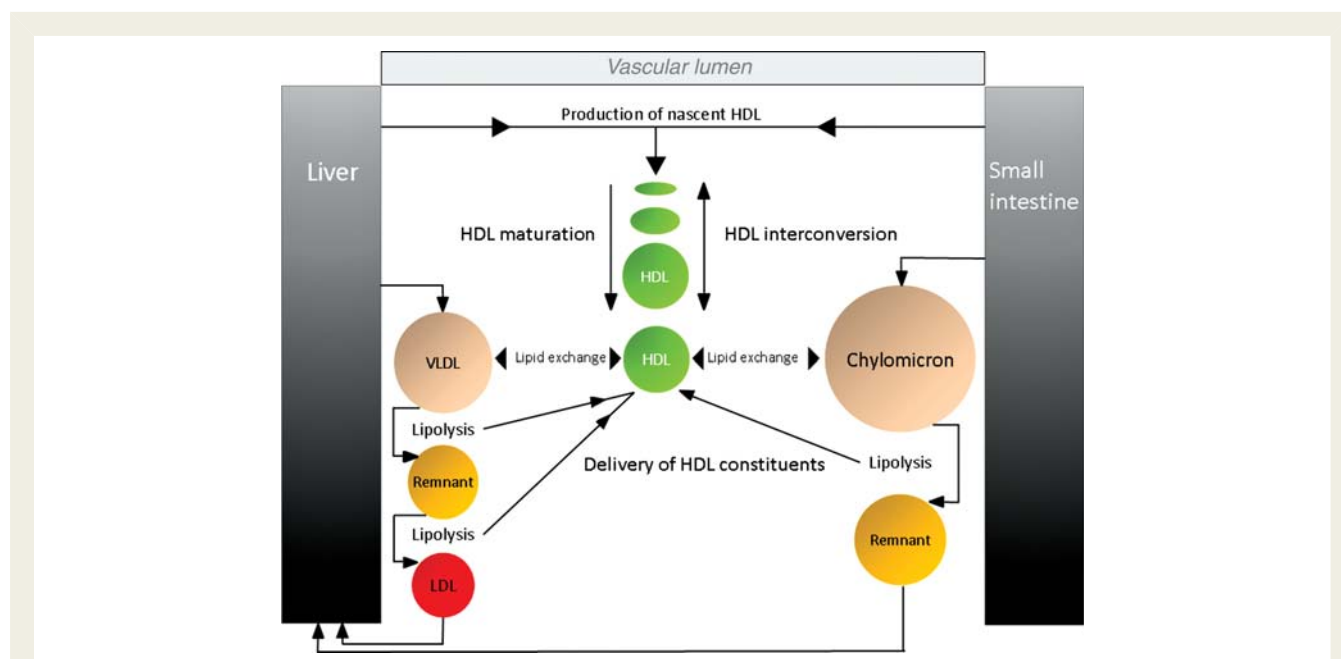 Vascular lumen
Production of nascent HDL
Liver
Small
intestine
HDL maturation
HDL interconversion
HDL
VLDL
Lipid exchange
HDL
Lipid exchange
Chylomicron
Lipolysis
Delivery of HDL constituents
Lipolysis
Remnant
Lipolysis
Remnant
LDL